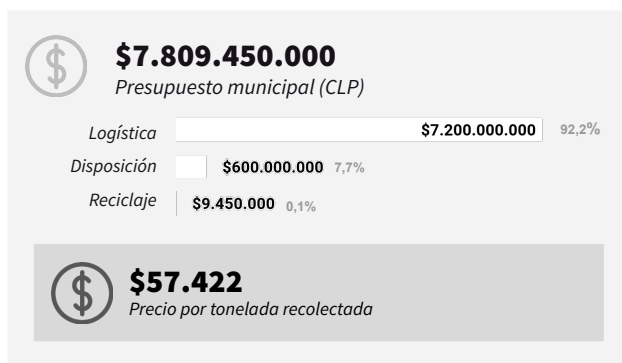 $7.809.450.000
Presupuesto municipal (CLP)
Logística $7.200.000.000 92,2%
Disposición $600.000.000 7,7%
Reciclaje $9.450.000 0,1%
$57.422
Precio por tonelada recolectada